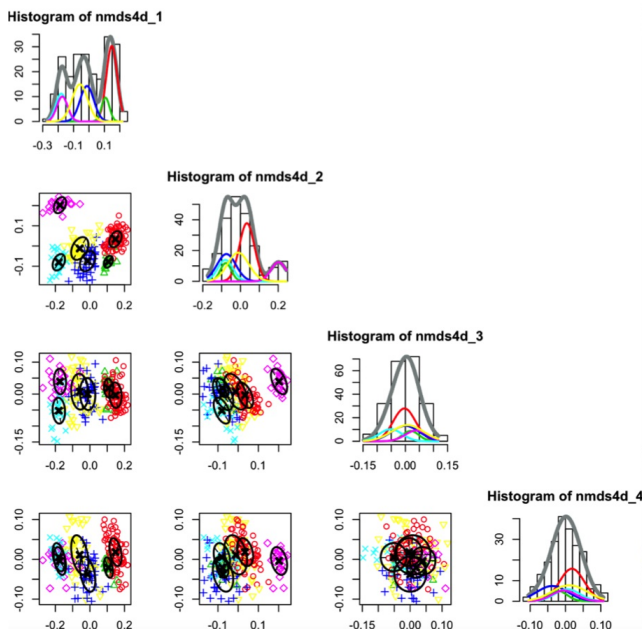 Histogram of nmds4d_1
30
20
10
0
-0.3 -0.1 0.1
Histogram of nmds4d_2
0.1
-0.1
-0.2 0.0 0.2
40
20
0
-0.2 -0.1 0.0 0.1 0.2
Histogram of nmds4d_3
0.10
0.00
-0.15
-0.2 0.0 0.2
0.10
0.00
-0.15
-0.1 0.1
60
40
20
0
-0.15 0.00 0.15
Histogram of nmds4d_4
0.10
0.00
-0.10
-0.2 0.0 0.2
0.10
0.00
-0.10
-0.1 0.1
0.10
0.00
-0.10
-0.15 0.00 0.10
30
10
0
-0.10 0.00 0.10